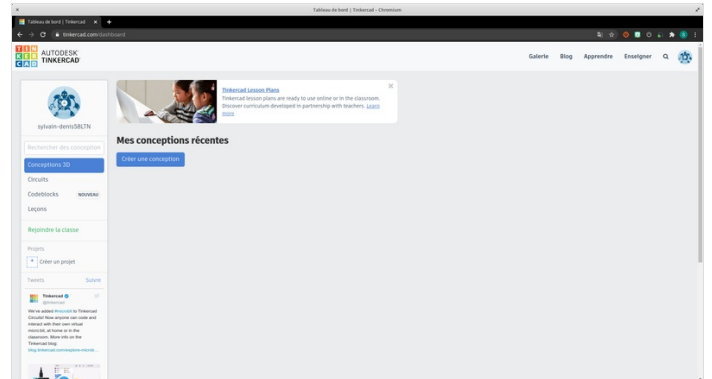 Tableau de bord | Tinkercad - Chromium
Tableau de bord | Tinkercad
tinkercad.com/dashboard
AUTODESK
TINKERCAD
Galerie Blog Apprendre Enseigner
sylvain-denis58LTN
Rechercher des conception
Conceptions 3D
Circuits
Codeblocks NOUVEAU
Leçons
Rejoindre la classe
Projets
Créer un projet
Tweets Suivre
Tinkercad
@tinkercad
We've added #microbit to Tinkercad
Circuits! Now anyone can code and
interact with their own virtual
micro:bit, at home or in the
classroom. More info on the
Tinkercad blog:
blog.tinkercad.com/explore-microb...
Tinkercad Lesson Plans
Tinkercad lesson plans are ready to use online or in the classroom.
Discover curriculum developed in partnership with teachers. Learn
more
Mes conceptions récentes
Créer une conception